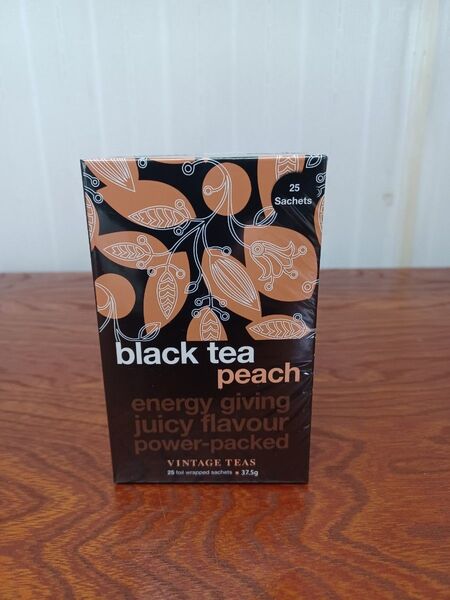 25
Sachets
black tea
peach
energy giving
juicy flavour
power-packed
VINTAGE TEAS
25 foil wrapped sachets • 37,5g